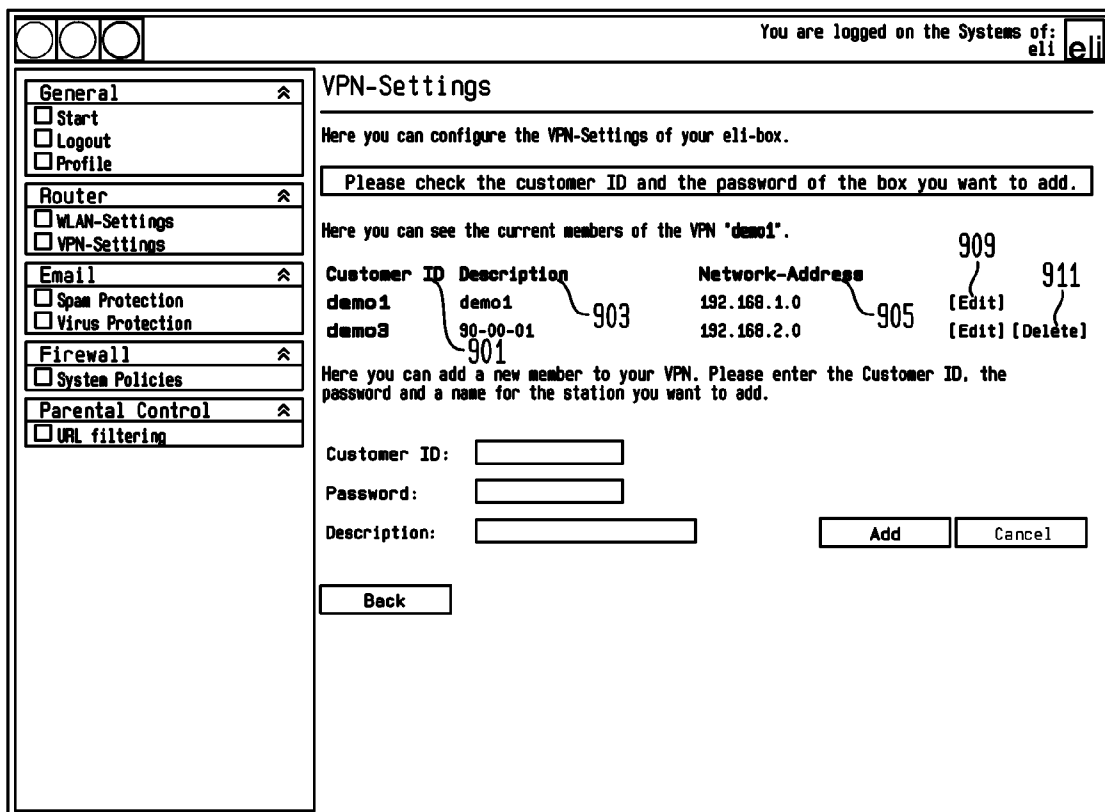 You are logged on the Systems of:
eli
eli
General
Start
Logout
Profile
Router
WLAN-Settings
VPN-Settings
Email
Spam Protection
Virus Protection
Firewall
System Policies
Parental Control
URL filtering
VPN-Settings
Here you can configure the VPN-Settings of your eli-box.
Please check the customer ID and the password of the box you want to add.
Here you can see the current members of the VPN "demo1".
909
911
Customer ID Description Network-Address
demo1 demo1 192.168.1.0 [Edit]
903
905
demo3 90-00-01 192.168.2.0 [Edit] [Delete]
901
Here you can add a new member to your VPN. Please enter the Customer ID, the
password and a name for the station you want to add.
Customer ID:
Password:
Description:
Add
Cancel
Back